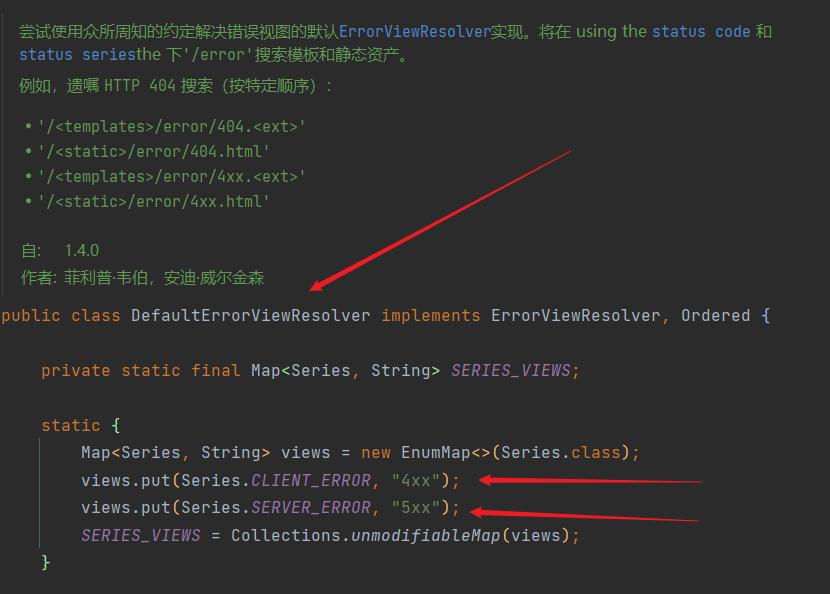 尝试使用众所周知的约定解决错误视图的默认ErrorViewResolver实现。将在 using the status code 和
status seriesthe 下'/error'搜索模板和静态资产。
例如，遗嘱 HTTP 404 搜索（按特定顺序）：
• '/<templates>/error/404.<ext>'
• '/<static>/error/404.html'
• '/<templates>/error/4xx.<ext>'
• '/<static>/error/4xx.html'
自: 1.4.0
作者: 菲利普·韦伯，安迪·威尔金森
public class DefaultErrorViewResolver implements ErrorViewResolver, Ordered {
private static final Map<Series, String> SERIES_VIEWS;
static {
Map<Series, String> views = new EnumMap<>(Series.class);
views.put(Series.CLIENT_ERROR, "4xx");
views.put(Series.SERVER_ERROR, "5xx");
SERIES_VIEWS = Collections.unmodifiableMap(views);
}